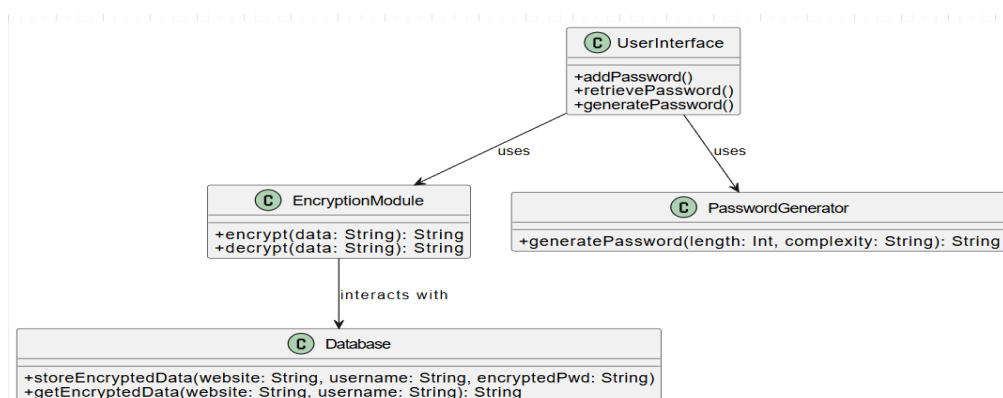 C UserInterface
+addPassword()
+retrievePassword()
+generatePassword()
uses
uses
C EncryptionModule
+encrypt(data: String): String
+decrypt(data: String): String
C PasswordGenerator
+generatePassword(length: Int, complexity: String): String
interacts with
C Database
+storeEncryptedData(website: String, username: String, encryptedPwd: String)
+getEncryptedData(website: String, username: String): String